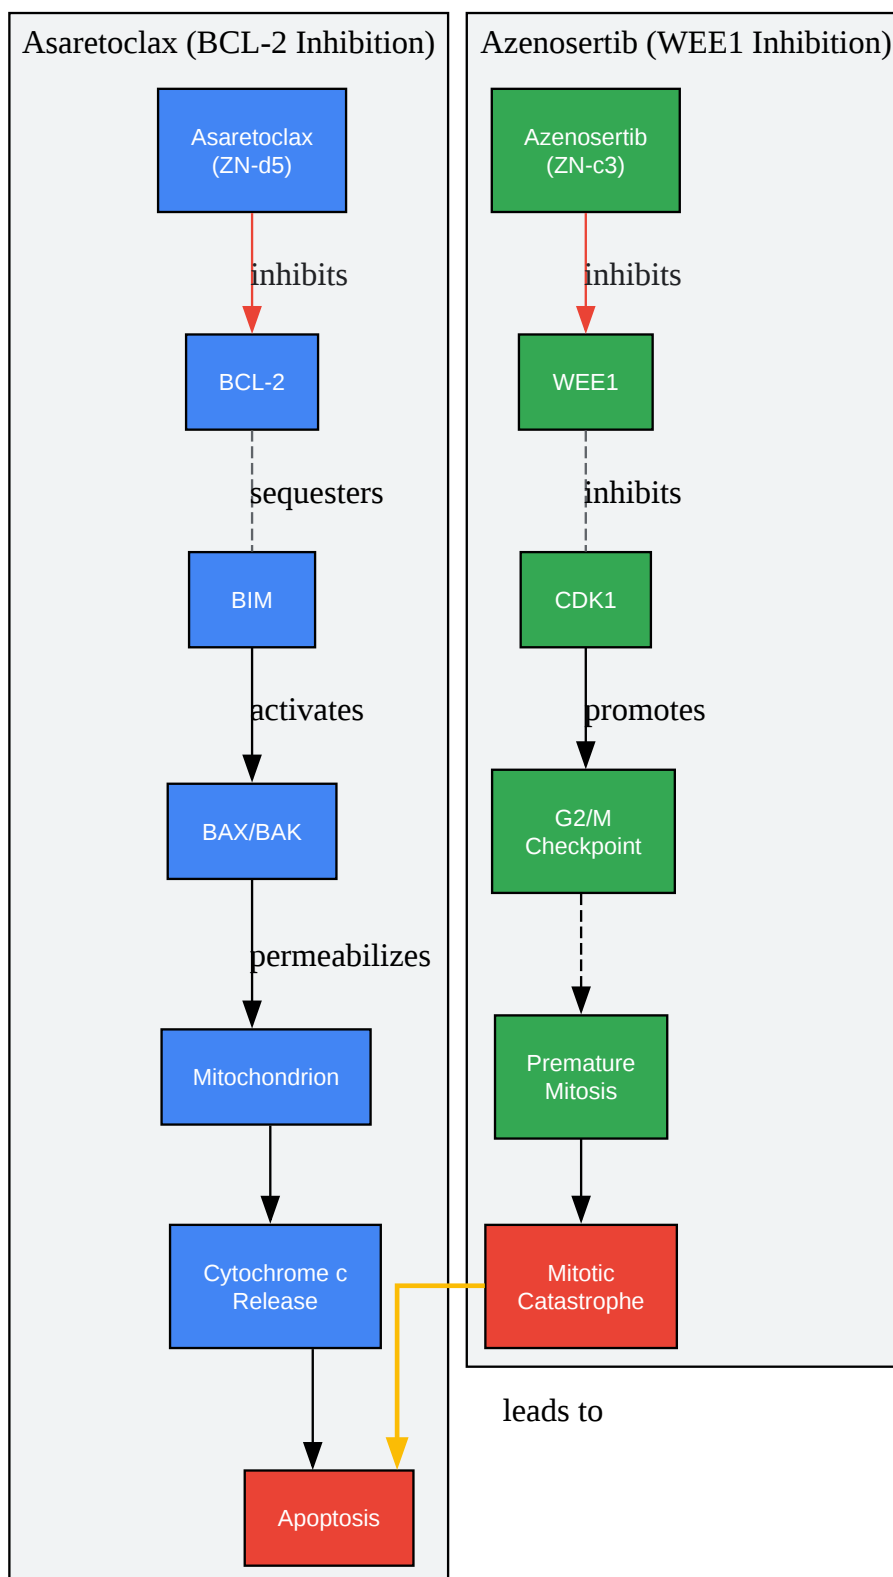 Asaretoclax (BCL-2 Inhibition)
Asaretoclax
(ZN-d5)
inhibits
BCL-2
sequesters
BIM
activates
BAX/BAK
permeabilizes
Mitochondrion
Cytochrome c
Release
Apoptosis
Azenosertib (WEE1 Inhibition)
Azenosertib
(ZN-c3)
inhibits
WEE1
inhibits
CDK1
promotes
G2/M
Checkpoint
Premature
Mitosis
Mitotic
Catastrophe
leads to